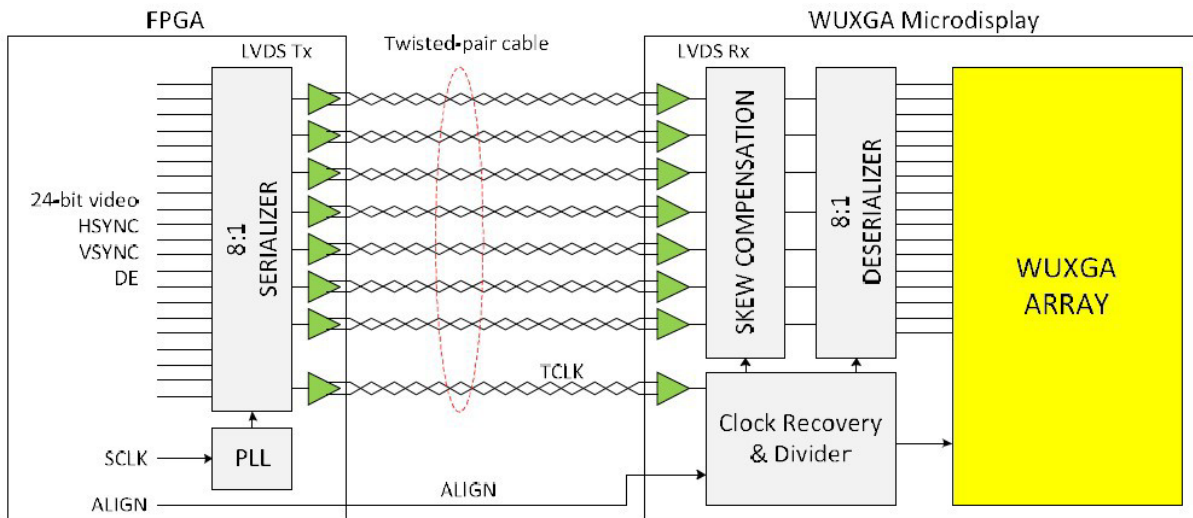 FPGA
WUXGA Microdisplay
LVDS Tx
Twisted-pair cable
LVDS Rx
24-bit video
HSYNC
VSYNC
DE
8:1
SERIALIZER
SKEW COMPENSATION
8:1
DESERIALIZER
WUXGA
ARRAY
TCLK
Clock Recovery
& Divider
SCLK
PLL
ALIGN
ALIGN